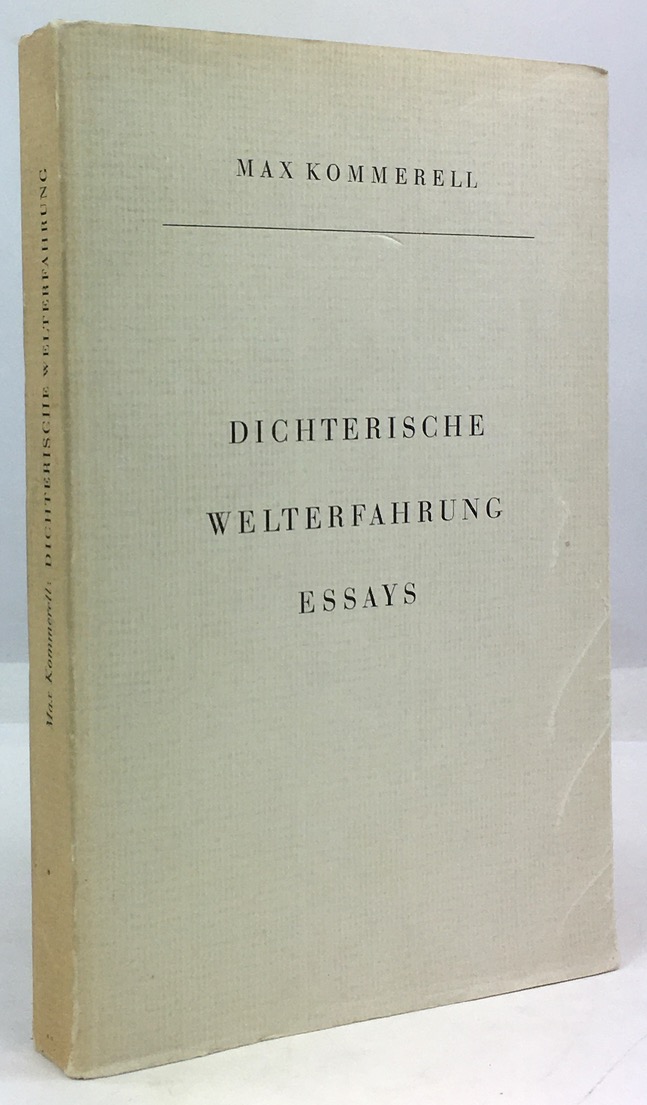 MAX KOMMERELL
DICHTERISCHE
WELTERFAHRUNG
ESSAYS
Max Kommerell: DICHTERISCHE WELTERFAHRUNG